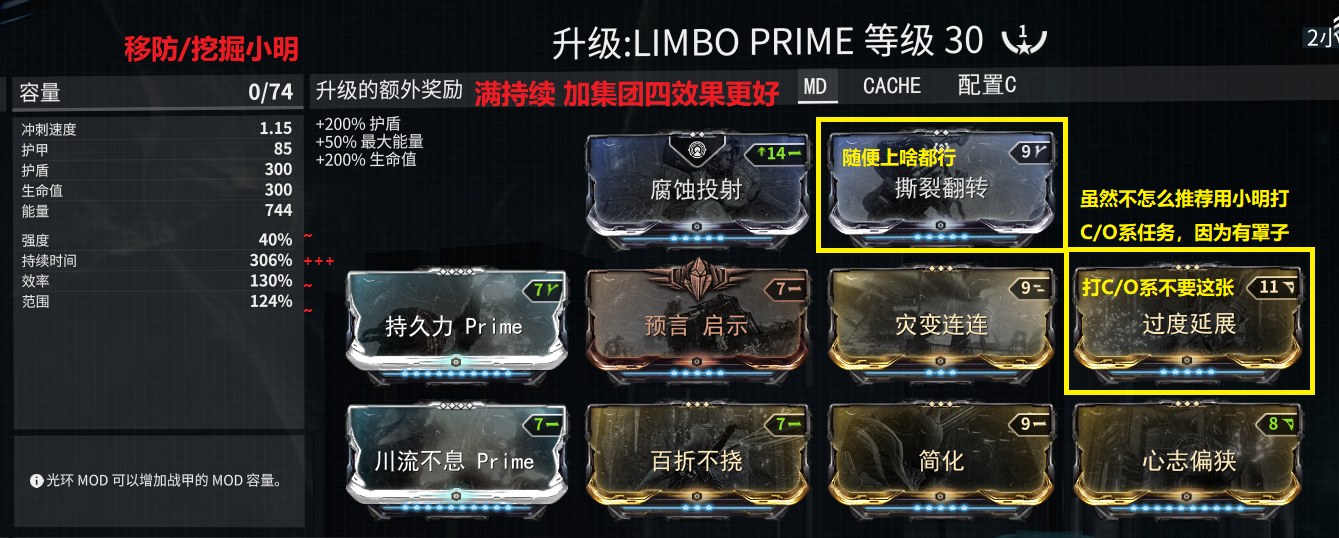 移防/挖掘小明
升级:LIMBO PRIME 等级 30
1
2小
容量 0/74
升级的额外奖励
满持续 加集团四效果更好
MD
CACHE
配置C
+200% 护盾
+50% 最大能量
+200% 生命值
冲刺速度 1.15
护甲 85
护盾 300
生命值 300
能量 744
强度 40% ~
持续时间 306% +++
效率 130% ~
范围 124% ~
14
腐蚀投射
随便上啥都行
9
撕裂翻转
虽然不怎么推荐用小明打
C/O系任务，因为有罩子
7
持久力 Prime
7
预言 启示
9
灾变连连
打C/O系不要这张
11
过度延展
7
川流不息 Prime
7
百折不挠
9
简化
8
心志偏狭
光环 MOD 可以增加战甲的 MOD 容量。